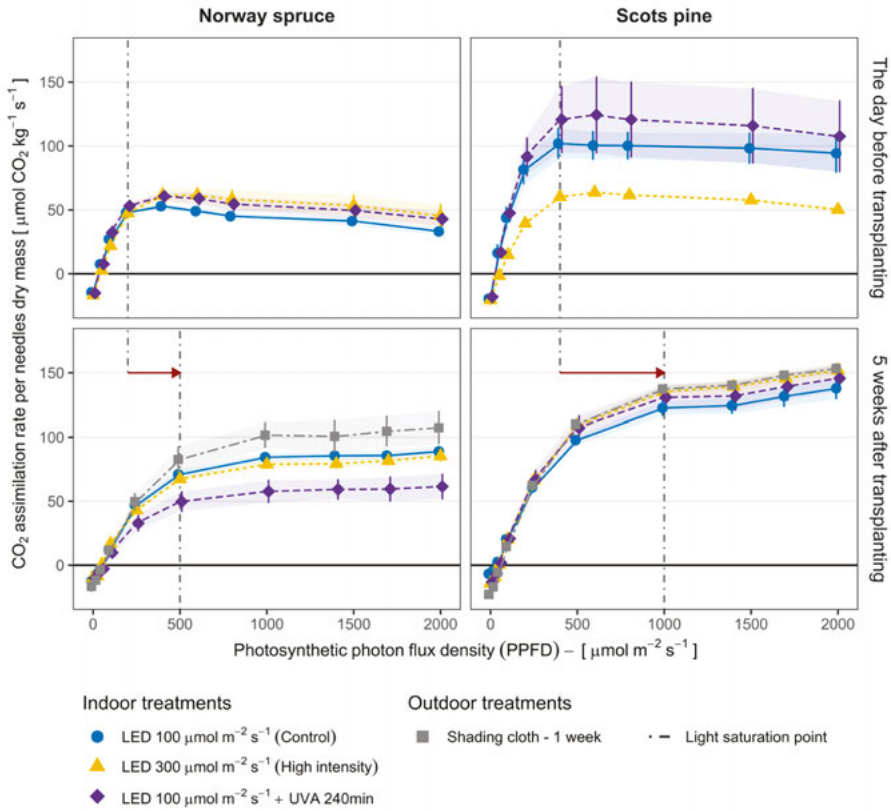 Norway spruce
Scots pine
CO₂ assimilation rate per needles dry mass [ μmol CO₂ kg⁻¹ s⁻¹ ]
150
100
50
0
The day before transplanting
150
100
50
0
5 weeks after transplanting
0 500 1000 1500 2000
0 500 1000 1500 2000
Photosynthetic photon flux density (PPFD) – [ μmol m⁻² s⁻¹ ]
Indoor treatments
LED 100 μmol m⁻² s⁻¹ (Control)
LED 300 μmol m⁻² s⁻¹ (High intensity)
LED 100 μmol m⁻² s⁻¹ + UVA 240min
Outdoor treatments
Shading cloth - 1 week
Light saturation point